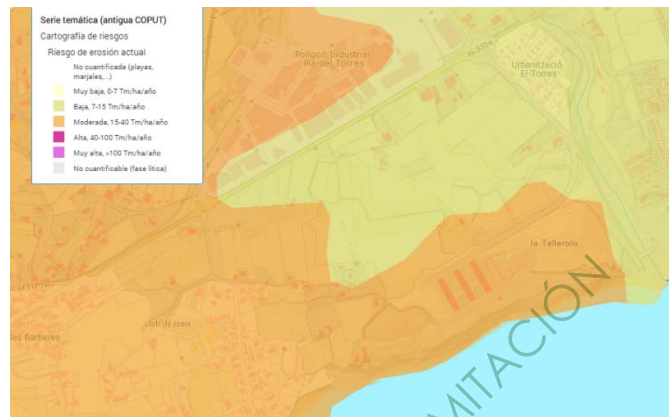 Serie temática (antigua COPUT)
Cartografía de riesgos
Riesgo de erosión actual
No cuantificada (playas,
marjales,...)
Muy baja, 0-7 Tm/ha/año
Baja, 7-15 Tm/ha/año
Moderada, 15-40 Tm/ha/año
Alta, 40-100 Tm/ha/año
Muy alta, >100 Tm/ha/año
No cuantificable (fase lítica)
Polígon Industrial
Pla del Torres
N-332a
Urbanització
El Torres
la Tellerola
club de tenis
les Barberes
MITACIÓN